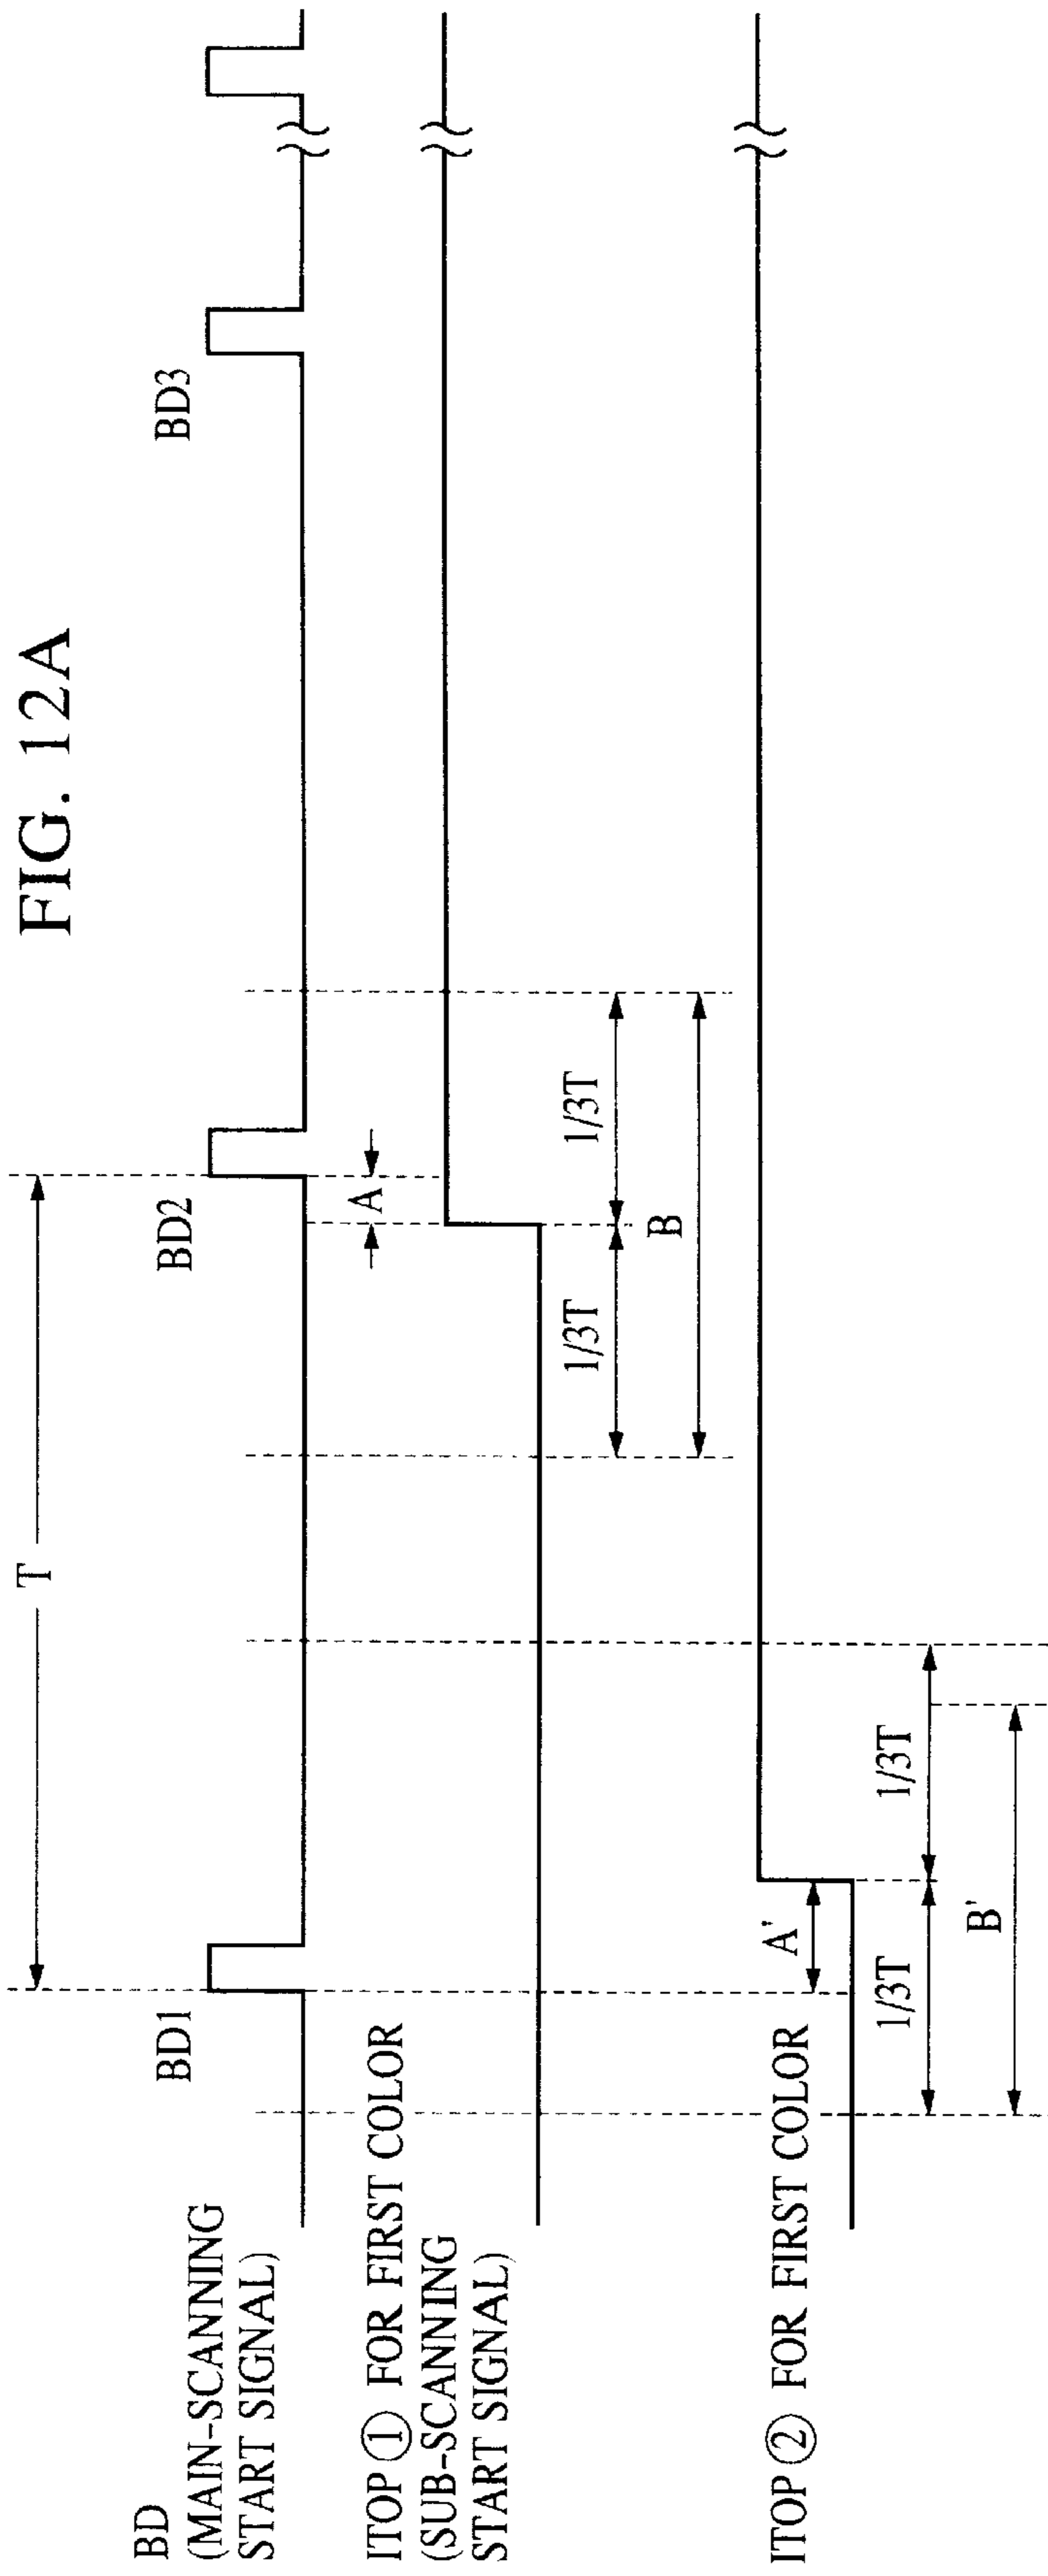 FIG. 12A
T
BD
(MAIN-SCANNING
START SIGNAL)
BD1
BD2
BD3
A
ITOP ① FOR FIRST COLOR
(SUB-SCANNING
START SIGNAL)
1/3T
1/3T
B
ITOP ② FOR FIRST COLOR
A'
1/3T
1/3T
B'